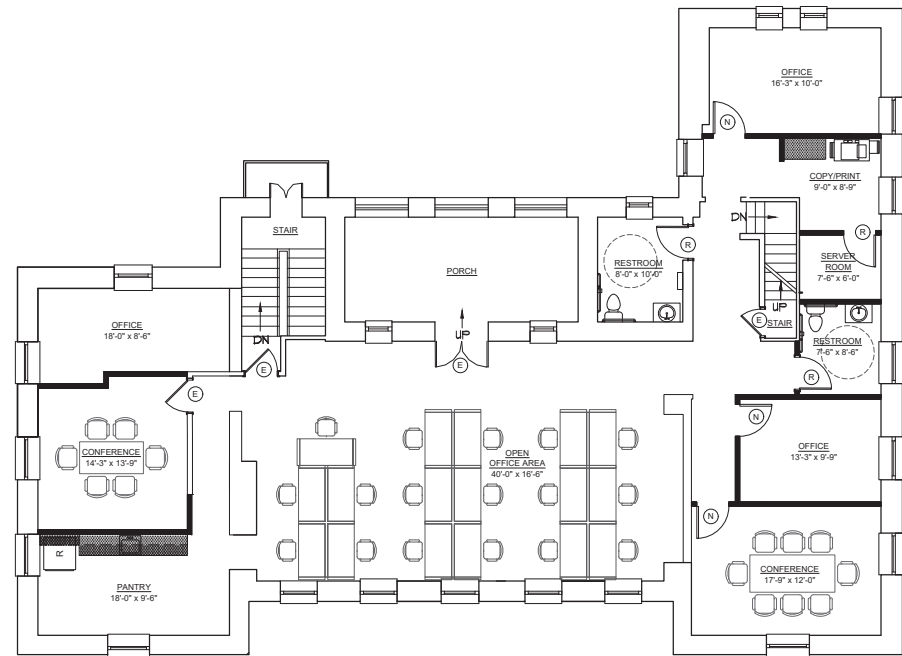 OFFICE
16'-3" x 10'-0"
N
COPY/PRINT
9'-0" x 8'-9"
DN
R
STAIR
RESTROOM
8'-0" x 10'-0"
R
SERVER
ROOM
7'-6" x 6'-0"
PORCH
UP
UP
E
STAIR
OFFICE
18'-0" x 8'-6"
DN
E
E
E
RESTROOM
7'-6" x 8'-6"
R
N
CONFERENCE
14'-3" x 13'-9"
OPEN
OFFICE AREA
40'-0" x 16'-6"
OFFICE
13'-3" x 9'-9"
N
R
PANTRY
18'-0" x 9'-6"
CONFERENCE
17'-9" x 12'-0"